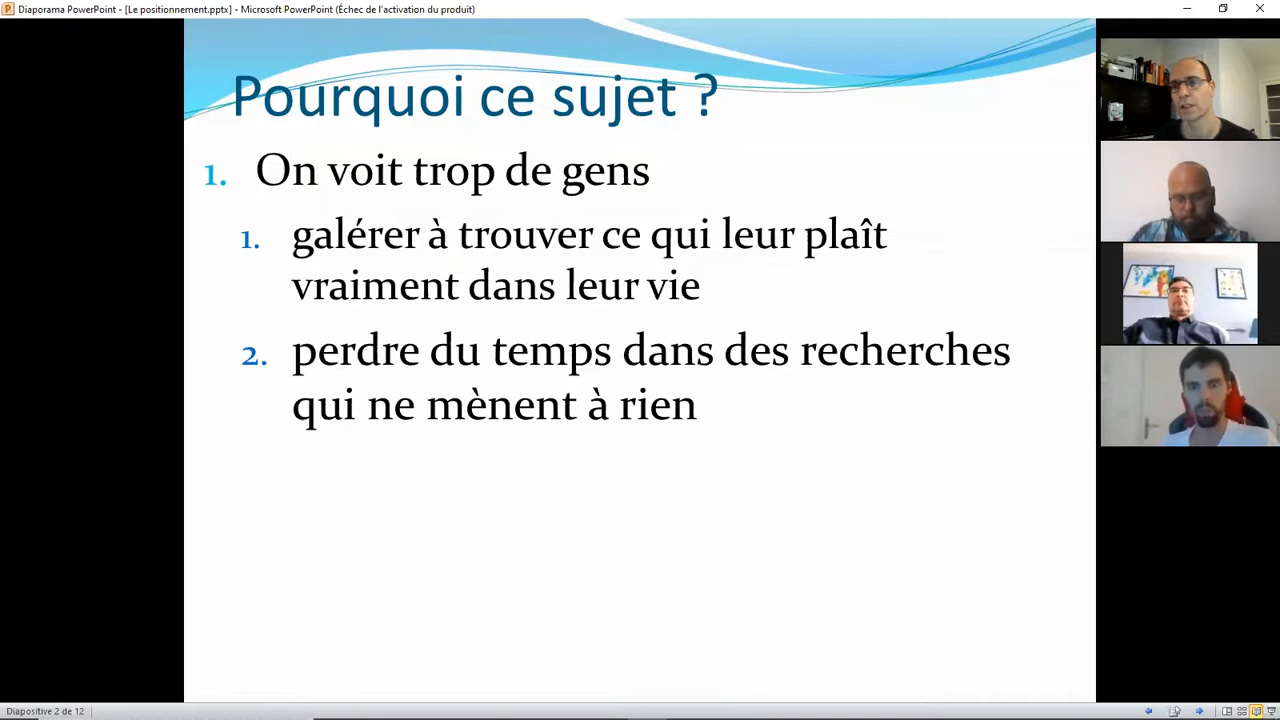 Diaporama PowerPoint - [Le positionnement.pptx] - Microsoft PowerPoint (Échec de l'activation du produit)
Pourquoi ce sujet ?
1. On voit trop de gens
1. galérer à trouver ce qui leur plaît
vraiment dans leur vie
2. perdre du temps dans des recherches
qui ne mènent à rien
Diapositive 2 de 12